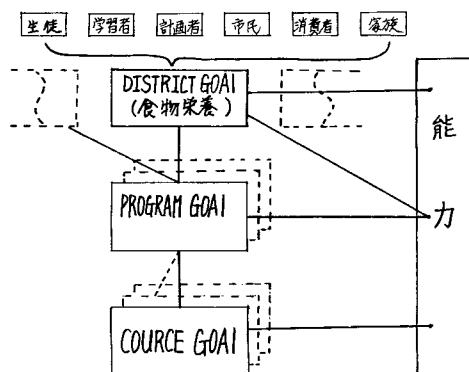 生徒
学習者
計画者
市民
消費者
家族
DISTRICT GOAl
(食物栄養)
能力
PROGRAM GOAl
COURCE GOAl